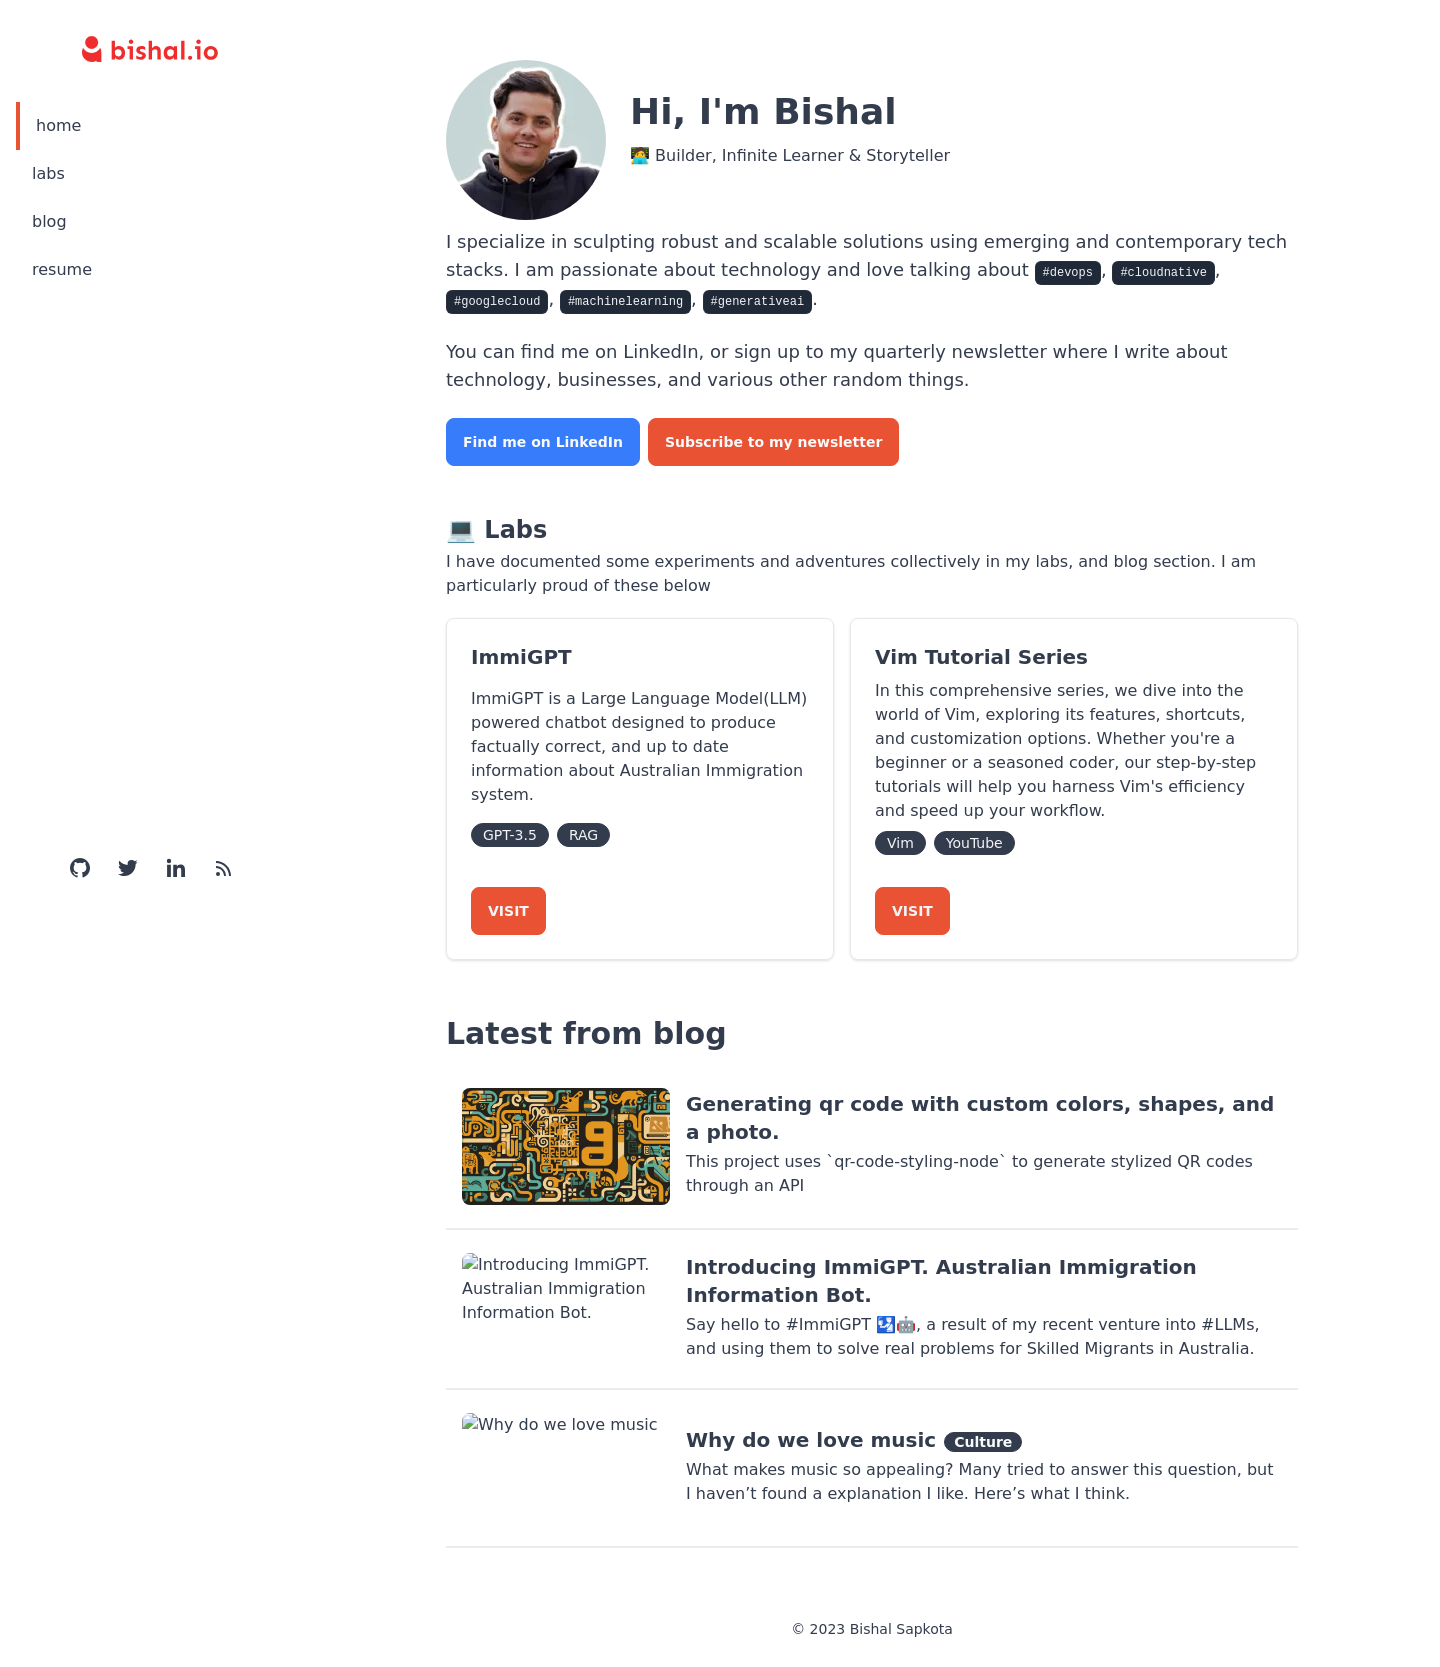 bishal.io
home
labs
blog
resume
Hi, I'm Bishal
🧑‍💻 Builder, Infinite Learner & Storyteller
I specialize in sculpting robust and scalable solutions using emerging and contemporary tech
stacks. I am passionate about technology and love talking about #devops, #cloudnative,
#googlecloud, #machinelearning, #generativeai.
You can find me on LinkedIn, or sign up to my quarterly newsletter where I write about
technology, businesses, and various other random things.
Find me on LinkedIn Subscribe to my newsletter
💻 Labs
I have documented some experiments and adventures collectively in my labs, and blog section. I am
particularly proud of these below
ImmiGPT
ImmiGPT is a Large Language Model(LLM)
powered chatbot designed to produce
factually correct, and up to date
information about Australian Immigration
system.
GPT-3.5 RAG
VISIT
Vim Tutorial Series
In this comprehensive series, we dive into the
world of Vim, exploring its features, shortcuts,
and customization options. Whether you're a
beginner or a seasoned coder, our step-by-step
tutorials will help you harness Vim's efficiency
and speed up your workflow.
Vim YouTube
VISIT
Latest from blog
Generating qr code with custom colors, shapes, and
a photo.
This project uses `qr-code-styling-node` to generate stylized QR codes
through an API
Introducing ImmiGPT.
Australian Immigration
Information Bot.
Introducing ImmiGPT. Australian Immigration
Information Bot.
Say hello to #ImmiGPT 🛂🤖, a result of my recent venture into #LLMs,
and using them to solve real problems for Skilled Migrants in Australia.
Why do we love music
Why do we love music Culture
What makes music so appealing? Many tried to answer this question, but
I haven’t found a explanation I like. Here’s what I think.
© 2023 Bishal Sapkota